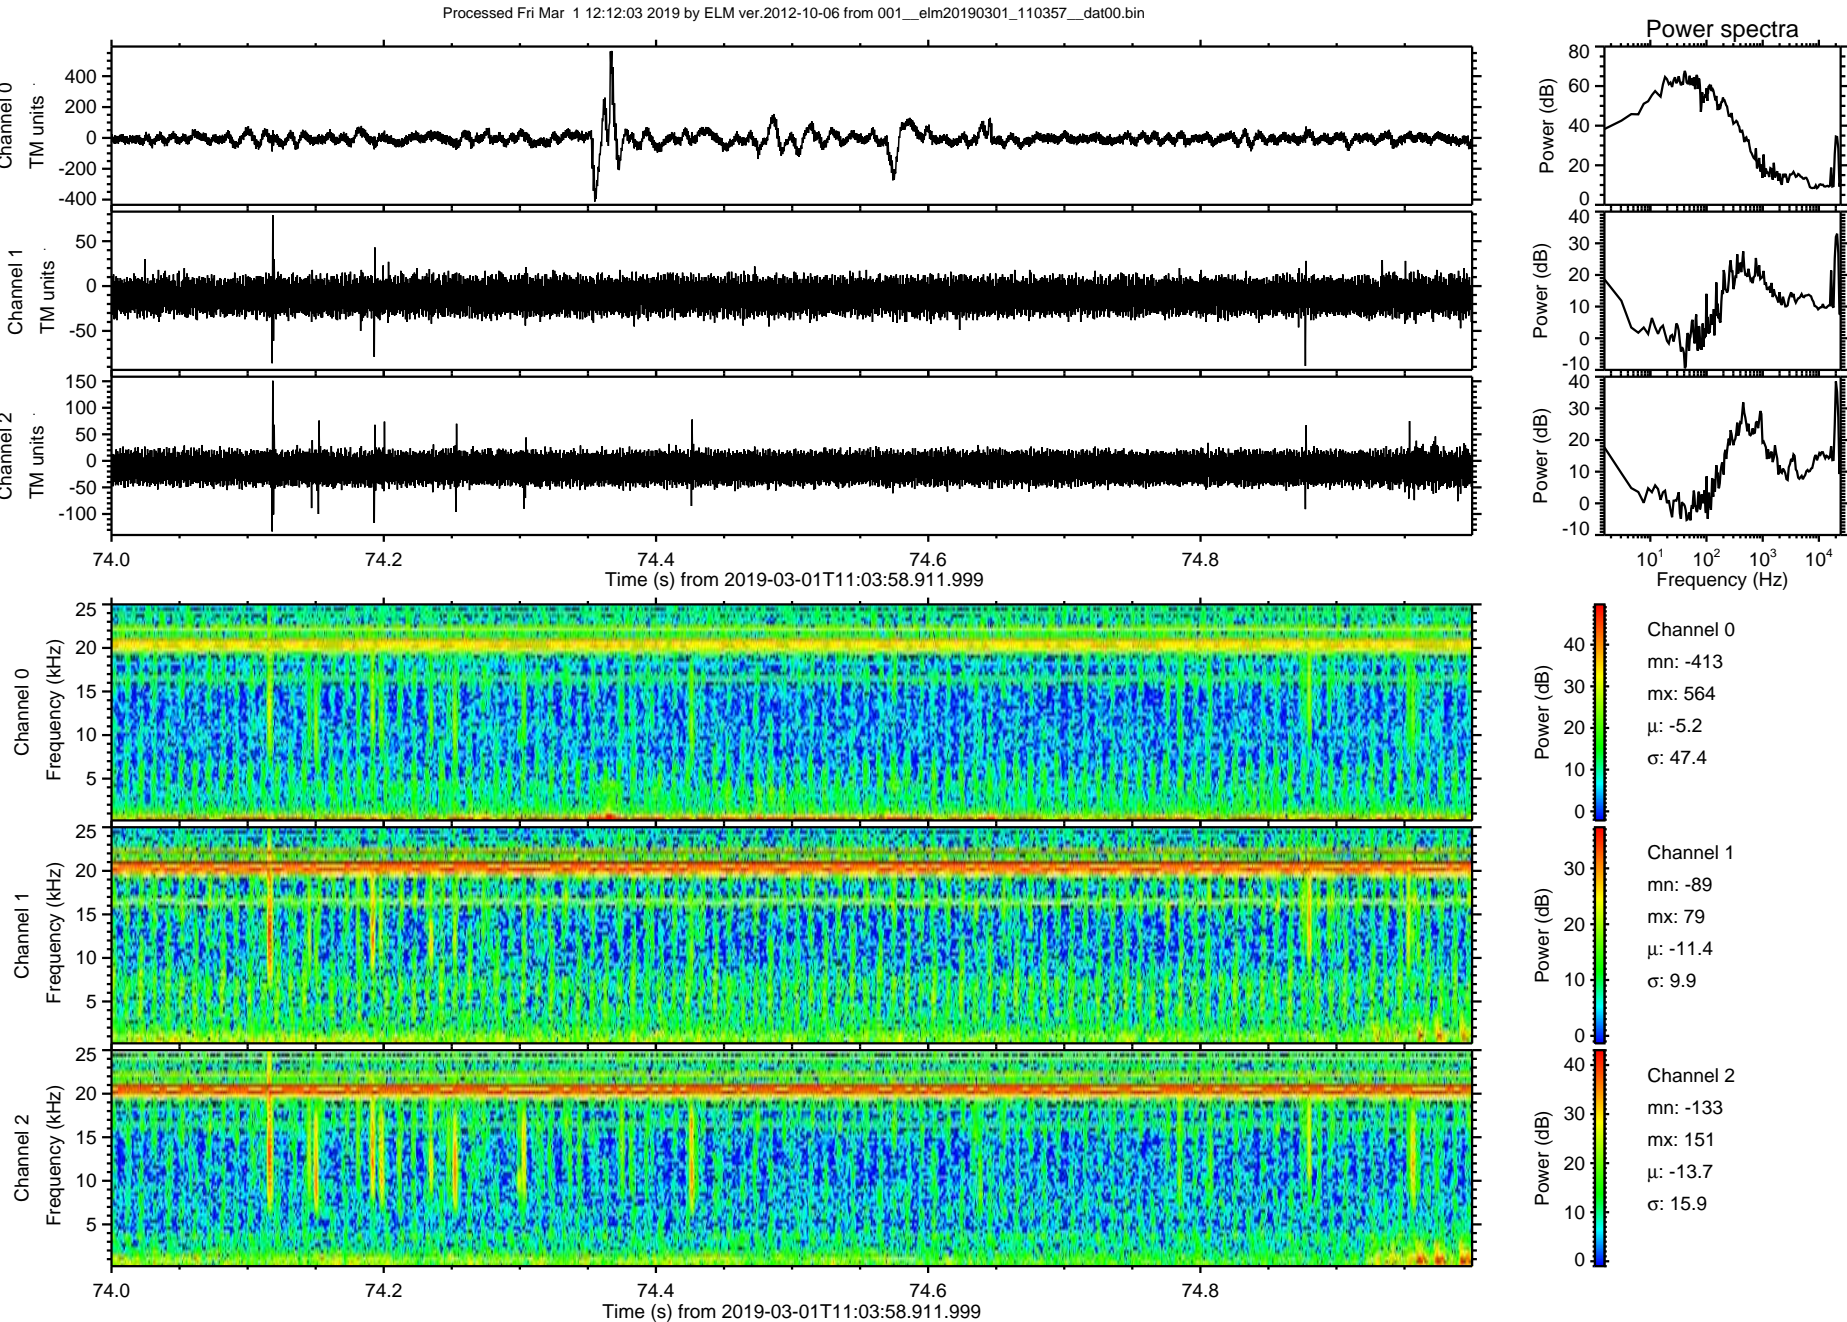 Processed Fri Mar  1 12:12:03 2019 by ELM ver.2012-10-06 from 001__elm20190301_110357__dat00.bin
Power spectra
Channel 0
TM units
400
200
0
-200
-400
Power (dB)
80
60
40
20
0
Channel 1
TM units
50
0
-50
Power (dB)
40
30
20
10
0
-10
Channel 2
TM units
150
100
50
0
-50
-100
Power (dB)
40
30
20
10
0
-10
74.0 74.2 74.4 74.6 74.8
Time (s) from 2019-03-01T11:03:58.911.999
10¹ 10² 10³ 10⁴
Frequency (Hz)
Channel 0
Frequency (kHz)
25
20
15
10
5
Power (dB)
40
30
20
10
0
Channel 0
mn: -413
mx: 564
μ: -5.2
σ: 47.4
Channel 1
Frequency (kHz)
25
20
15
10
5
Power (dB)
30
20
10
0
Channel 1
mn: -89
mx: 79
μ: -11.4
σ: 9.9
Channel 2
Frequency (kHz)
25
20
15
10
5
Power (dB)
40
30
20
10
0
Channel 2
mn: -133
mx: 151
μ: -13.7
σ: 15.9
74.0 74.2 74.4 74.6 74.8
Time (s) from 2019-03-01T11:03:58.911.999